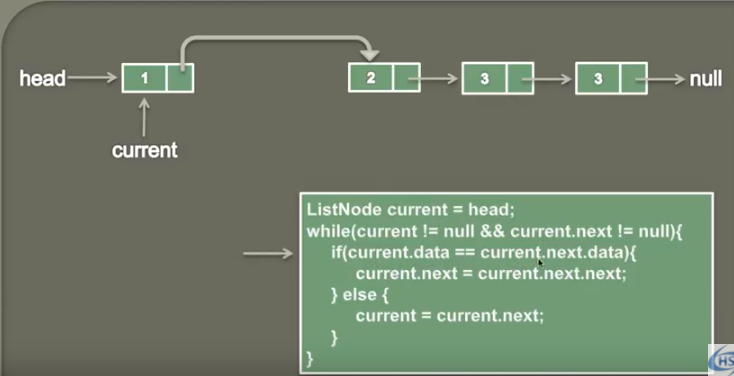 head 1 2 3 3 null
current
ListNode current = head;
while(current != null && current.next != null){
if(current.data == current.next.data){
current.next = current.next.next;
} else {
current = current.next;
}
}
HS